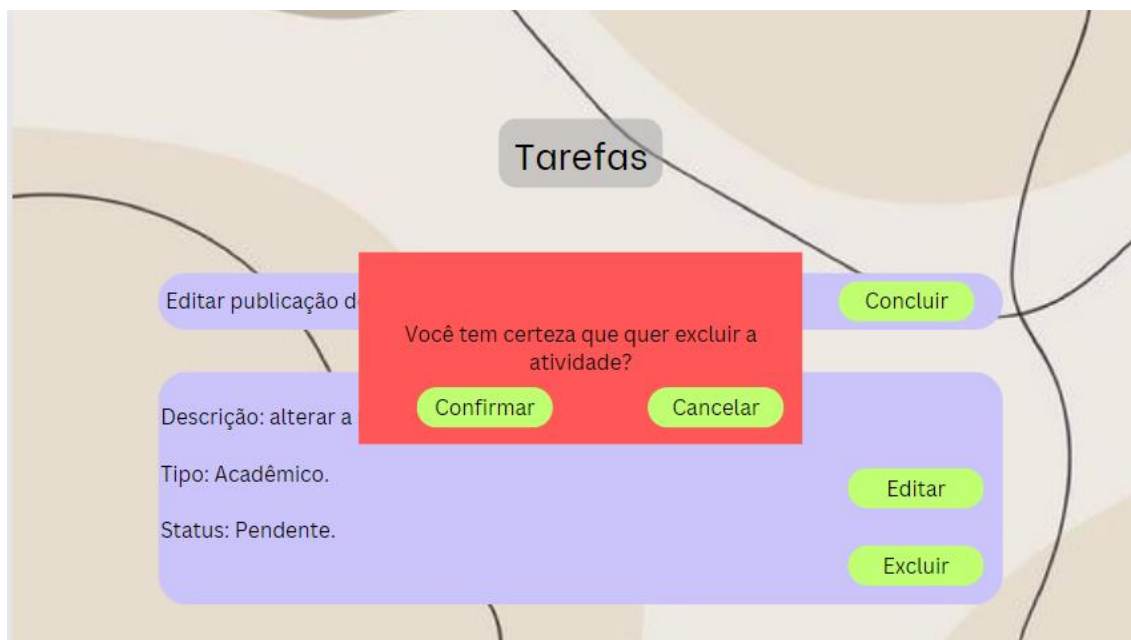 Tarefas
Editar publicação d
Concluir
Você tem certeza que quer excluir a
atividade?
Confirmar
Cancelar
Descrição: alterar a
Tipo: Acadêmico.
Editar
Status: Pendente.
Excluir